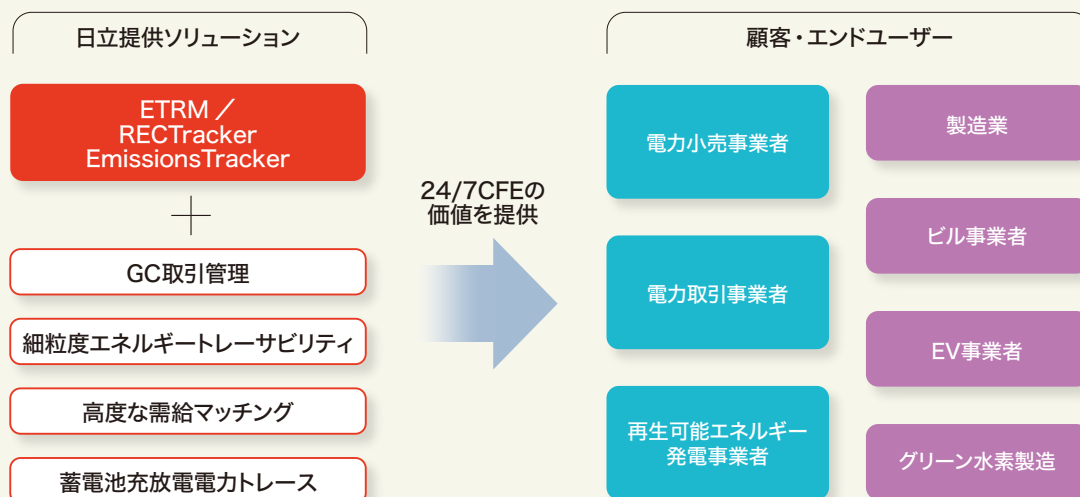 日立提供ソリューション
ETRM ／
RECTracker
EmissionsTracker
GC取引管理
細粒度エネルギートレーサビリティ
高度な需給マッチング
蓄電池充放電電力トレース
24/7CFEの
価値を提供
顧客・エンドユーザー
電力小売事業者
電力取引事業者
再生可能エネルギー
発電事業者
製造業
ビル事業者
EV事業者
グリーン水素製造